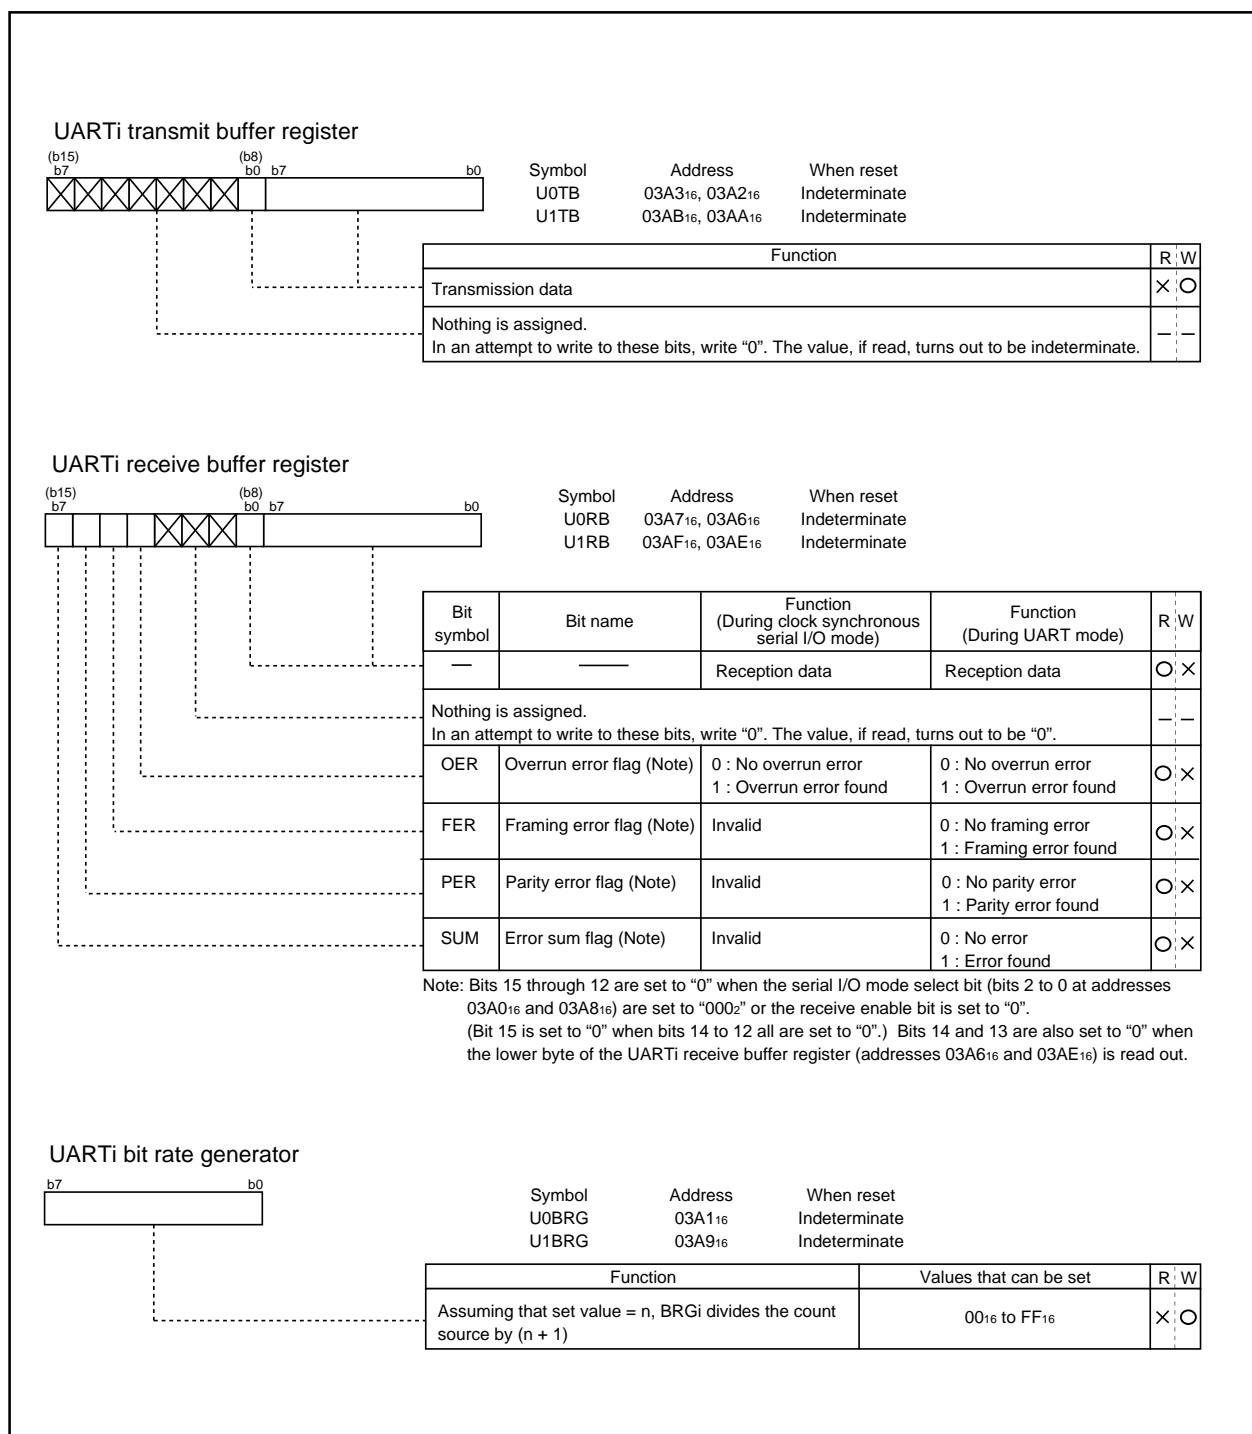 UARTi transmit buffer register
(b15) (b8)
b7 b0 b7 b0
Symbol Address When reset
U0TB 03A3₁₆, 03A2₁₆ Indeterminate
U1TB 03AB₁₆, 03AA₁₆ Indeterminate
Function R W
Transmission data × O
Nothing is assigned.
In an attempt to write to these bits, write “0”. The value, if read, turns out to be indeterminate. — —
UARTi receive buffer register
(b15) (b8)
b7 b0 b7 b0
Symbol Address When reset
U0RB 03A7₁₆, 03A6₁₆ Indeterminate
U1RB 03AF₁₆, 03AE₁₆ Indeterminate
Bit symbol Bit name Function (During clock synchronous serial I/O mode) Function (During UART mode) R W
— — Reception data Reception data O ×
Nothing is assigned.
In an attempt to write to these bits, write “0”. The value, if read, turns out to be “0”. — —
OER Overrun error flag (Note) 0 : No overrun error 0 : No overrun error O ×
1 : Overrun error found 1 : Overrun error found
FER Framing error flag (Note) Invalid 0 : No framing error O ×
1 : Framing error found
PER Parity error flag (Note) Invalid 0 : No parity error O ×
1 : Parity error found
SUM Error sum flag (Note) Invalid 0 : No error O ×
1 : Error found
Note: Bits 15 through 12 are set to “0” when the serial I/O mode select bit (bits 2 to 0 at addresses
03A0₁₆ and 03A8₁₆) are set to “000₂” or the receive enable bit is set to “0”.
(Bit 15 is set to “0” when bits 14 to 12 all are set to “0”.) Bits 14 and 13 are also set to “0” when
the lower byte of the UARTi receive buffer register (addresses 03A6₁₆ and 03AE₁₆) is read out.
UARTi bit rate generator
b7 b0
Symbol Address When reset
U0BRG 03A1₁₆ Indeterminate
U1BRG 03A9₁₆ Indeterminate
Function Values that can be set R W
Assuming that set value = n, BRGi divides the count
source by (n + 1) 00₁₆ to FF₁₆ × O